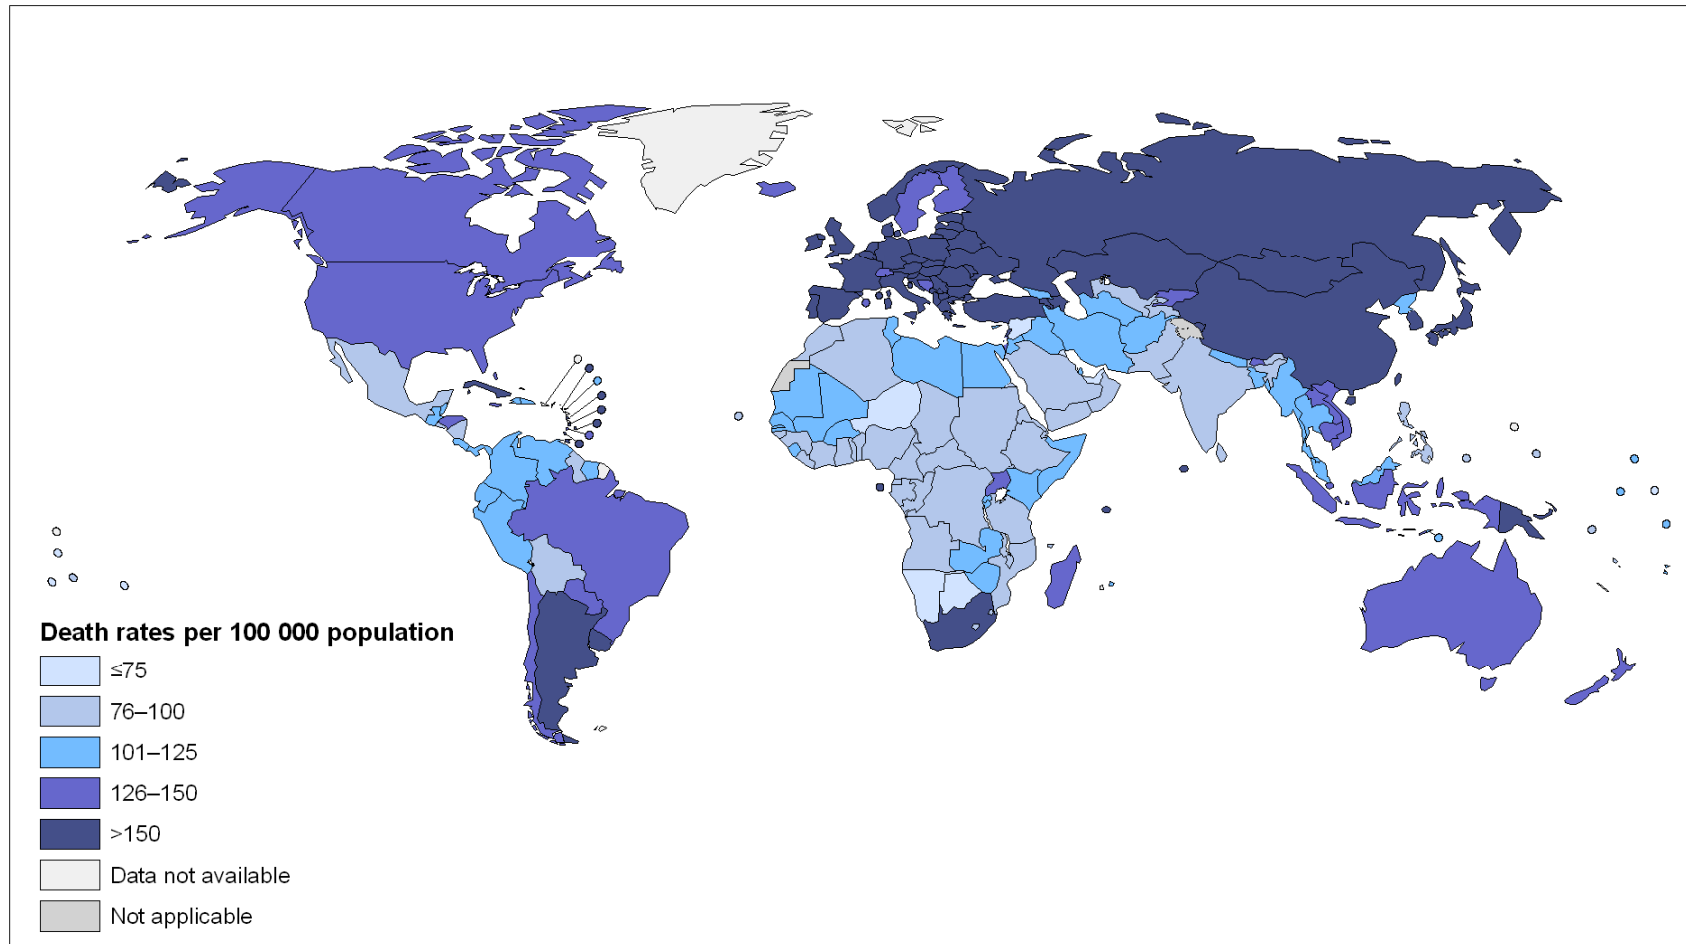 Death rates per 100 000 population
≤75
76–100
101–125
126–150
>150
Data not available
Not applicable